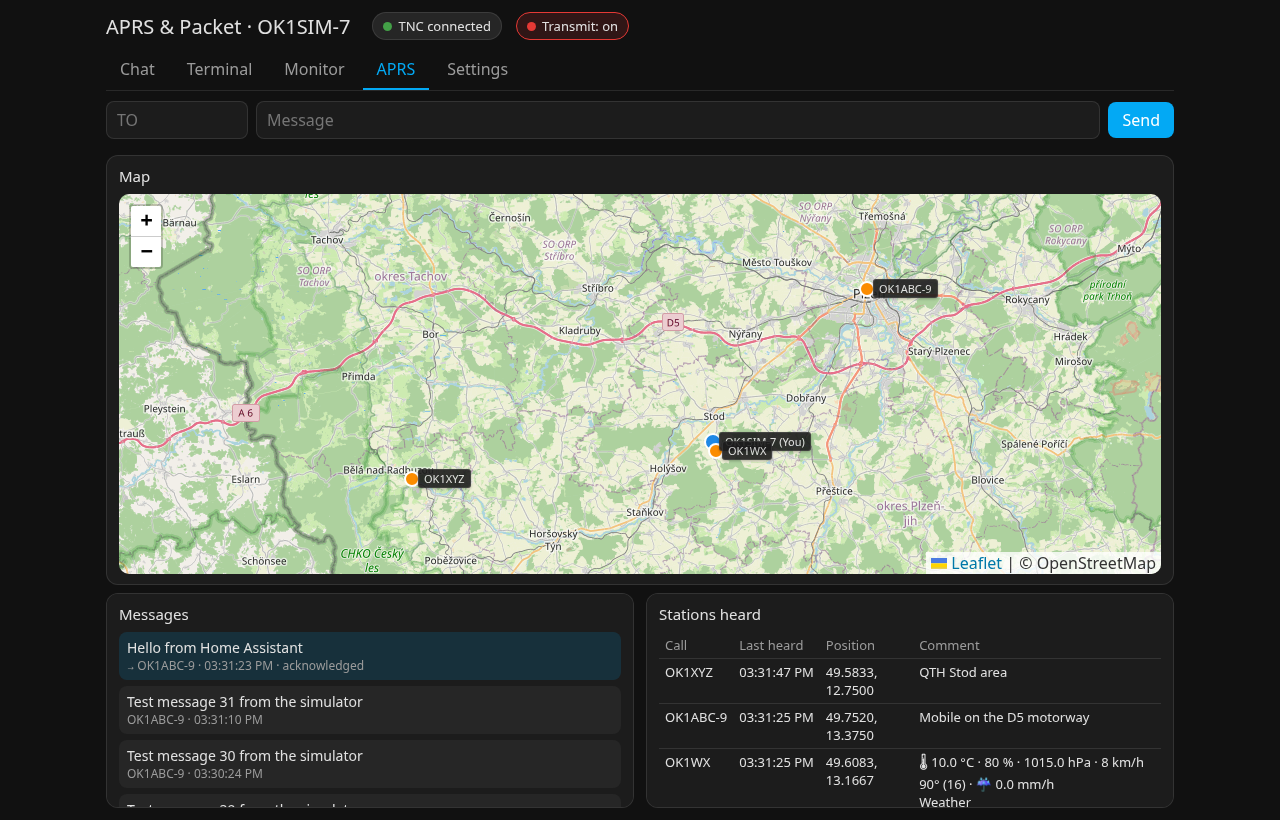 APRS & Packet · OK1SIM-7
TNC connected
Transmit: on
Chat
Terminal
Monitor
APRS
Settings
TO
Message
Send
Map
+
−
Bärnau
Tachov
SO ORP
Tachov
okres Tachov
Černošín
SO ORP
Stříbro
Stříbro
SO ORP
Nýřany
Třemošná
Město Touškov
SO ORP
Rokycany
Mýto
přírodní
park Trhoň
Rokycany
OK1ABC-9
Hrádek
Mirošov
Bor
Kladruby
D5
Nýřany
Starý Plzenec
Přimda
Pleystein
A 6
Dobřany
Stod
OK1SIM-7 (You)
OK1WX
Spálené Poříčí
Holýšov
OK1XYZ
Eslarn
Blovice
Přeštice
okres Plzeň-
jih
Staňkov
Horšovský
Týn
Schönsee
CHKO Český
les
Poběžovice
Leaflet | © OpenStreetMap
Messages
Hello from Home Assistant
→ OK1ABC-9 · 03:31:23 PM · acknowledged
Test message 31 from the simulator
OK1ABC-9 · 03:31:10 PM
Test message 30 from the simulator
OK1ABC-9 · 03:30:24 PM
Stations heard
Call Last heard Position Comment
OK1XYZ 03:31:47 PM 49.5833, 12.7500 QTH Stod area
OK1ABC-9 03:31:25 PM 49.7520, 13.3750 Mobile on the D5 motorway
OK1WX 03:31:25 PM 49.6083, 13.1667 🌡 10.0 °C · 80 % · 1015.0 hPa · 8 km/h
90° (16) · ☔ 0.0 mm/h
Weather